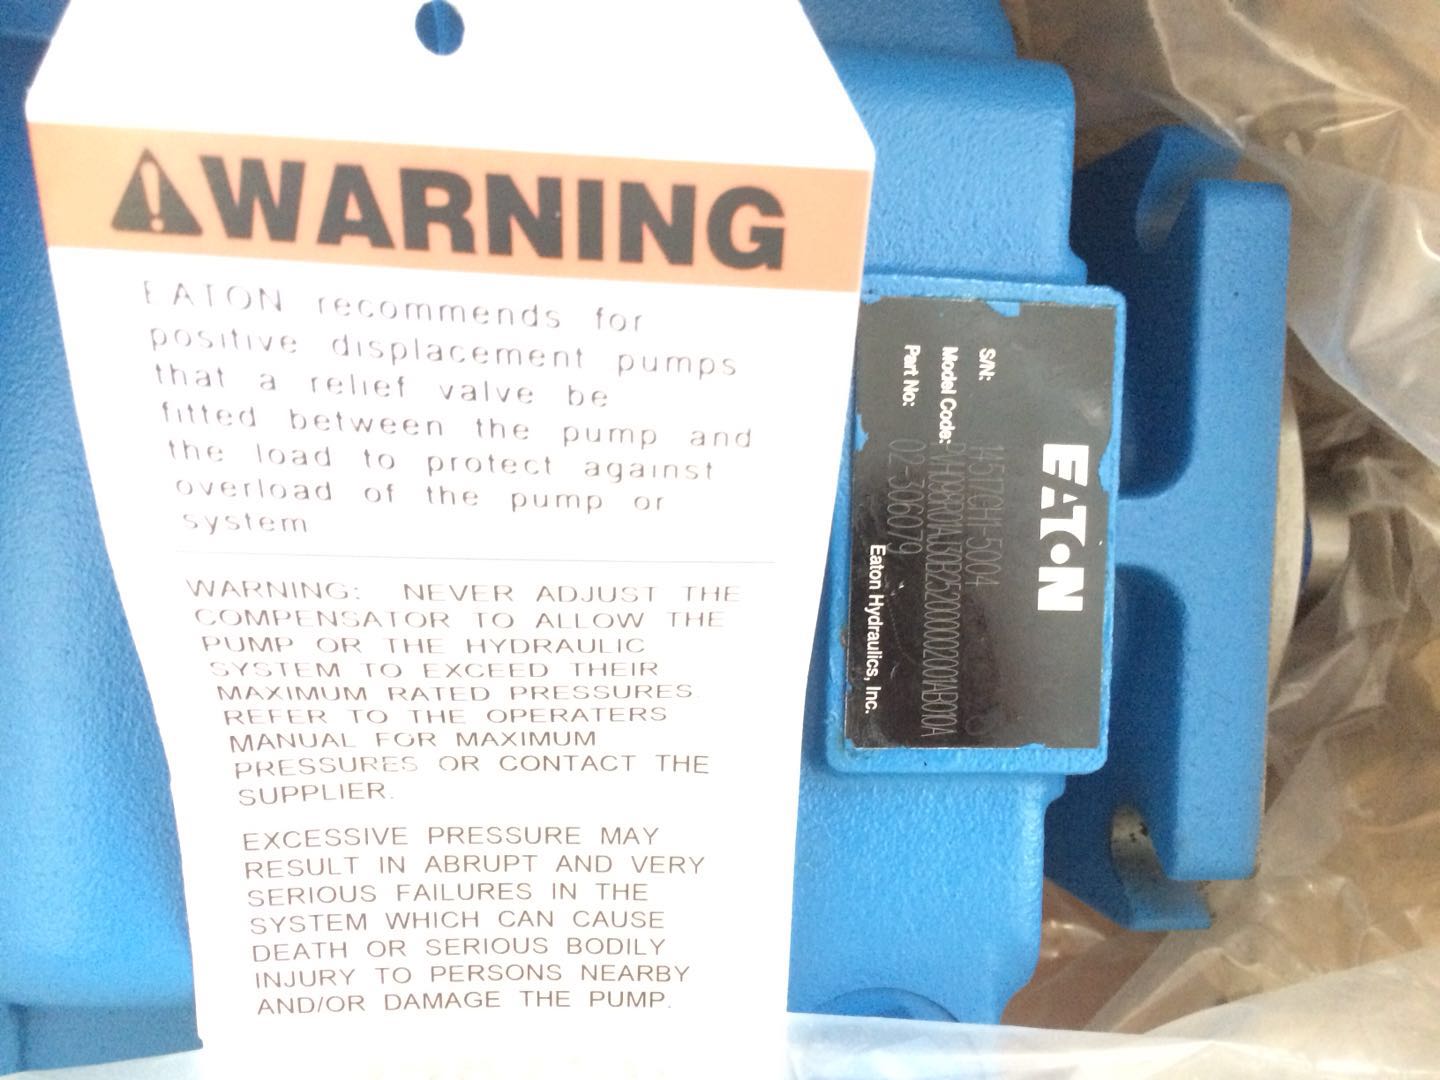 WARNING
EATON recommends for
positive displacement pumps
that a relief valve be
fitted between the pump and
the load to protect against
overload of the pump or
system
WARNING: NEVER ADJUST THE
COMPENSATOR TO ALLOW THE
PUMP OR THE HYDRAULIC
SYSTEM TO EXCEED THEIR
MAXIMUM RATED PRESSURES.
REFER TO THE OPERATERS
MANUAL FOR MAXIMUM
PRESSURES OR CONTACT THE
SUPPLIER.
EXCESSIVE PRESSURE MAY
RESULT IN ABRUPT AND VERY
SERIOUS FAILURES IN THE
SYSTEM WHICH CAN CAUSE
DEATH OR SERIOUS BODILY
INJURY TO PERSONS NEARBY
AND/OR DAMAGE THE PUMP.
EATON
S/N:
Model Code:
Part No: 02-306079
Eaton Hydraulics, Inc.